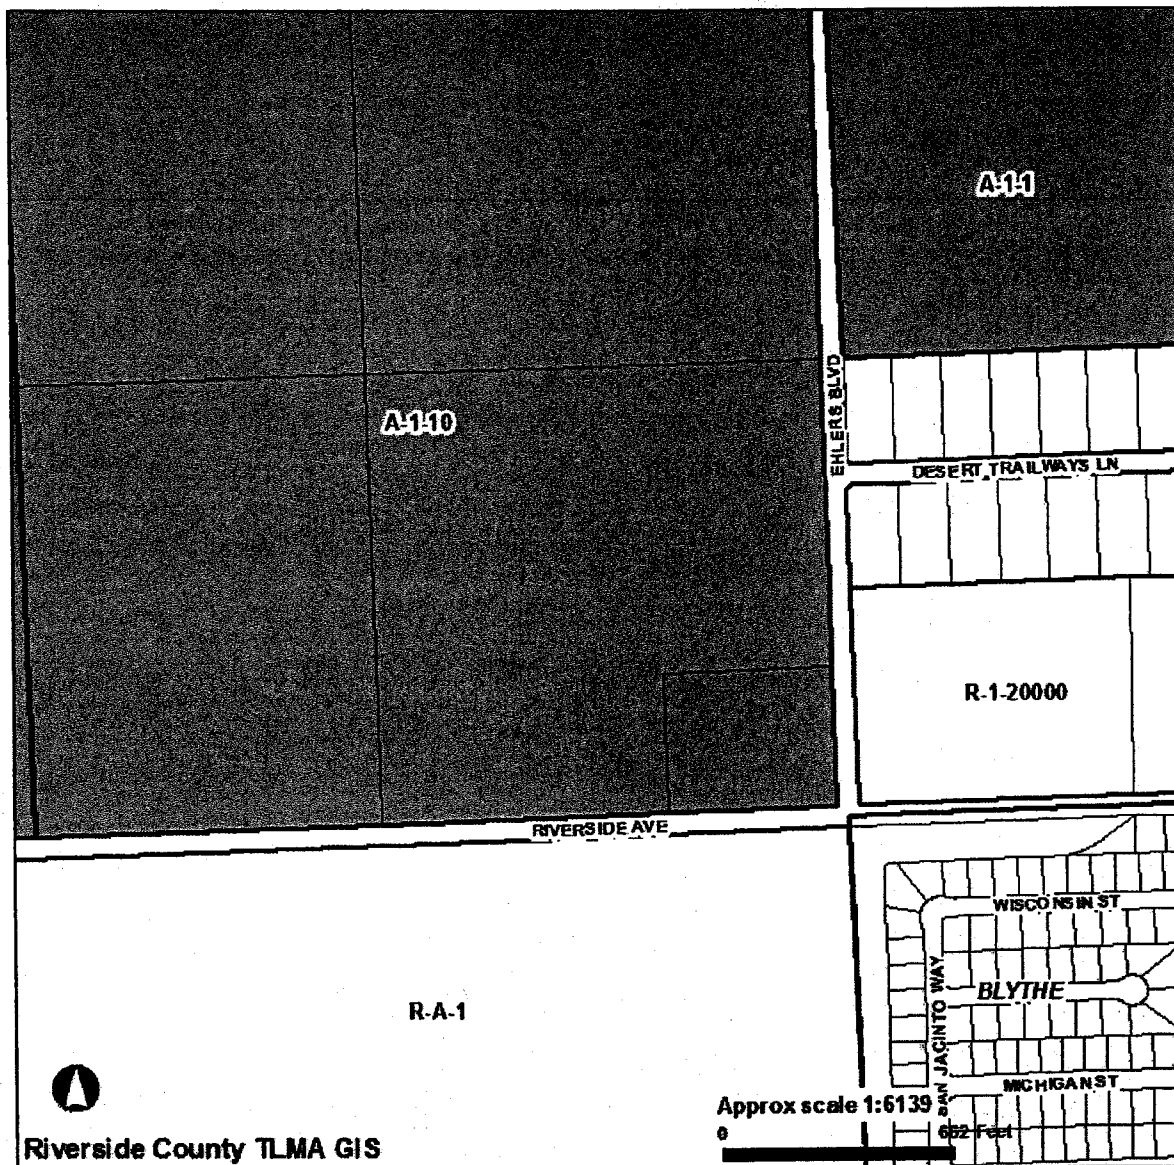 A-1-1
A-1-10
EHLERS BLVD
DESERT TRAILWAYS LN
R-1-20000
RIVERSIDE AVE
WISCONSIN ST
BLYTHE
SAN JACINTO WAY
R-A-1
MICHIGAN ST
Approx scale 1:6139
0 662 Feet
Riverside County TLMA GIS